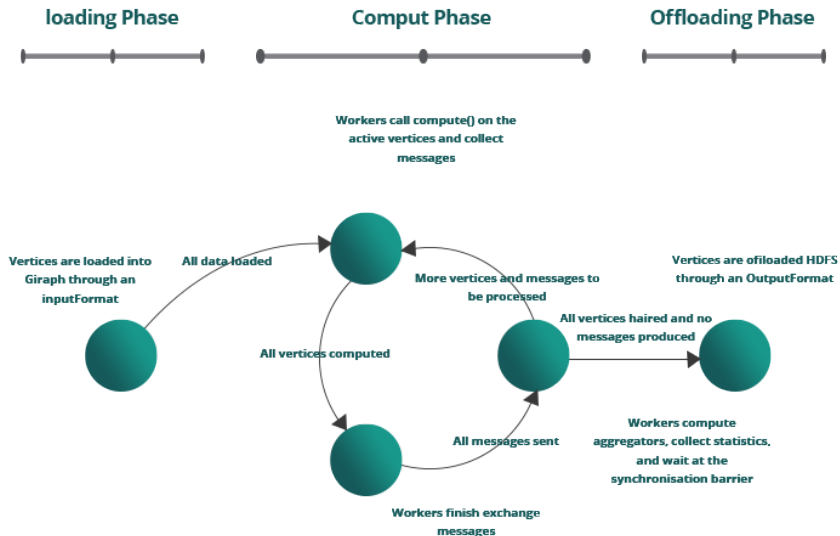 loading Phase
Comput Phase
Offloading Phase
Workers call compute() on the
active vertices and collect
messages
Vertices are loaded into
Giraph through an
inputFormat
All data loaded
More vertices and messages to
be processed
Vertices are ofiloaded HDFS
through an OutputFormat
All vertices haired and no
messages produced
All vertices computed
All messages sent
Workers compute
aggregators, collect statistics,
and wait at the
synchronisation barrier
Workers finish exchange
messages